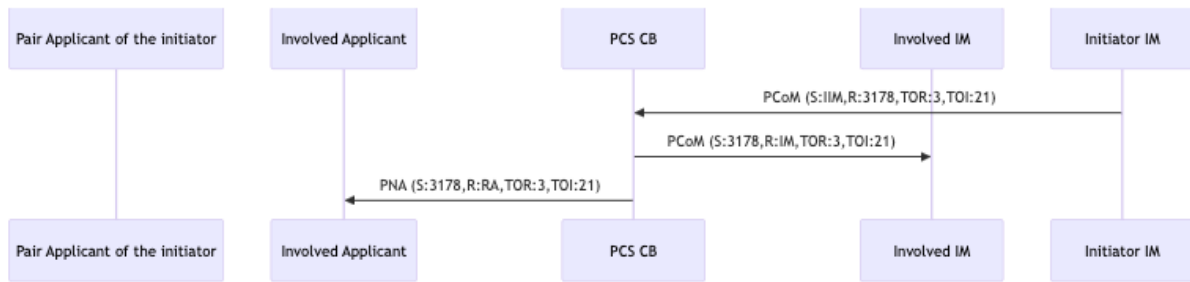 Pair Applicant of the initiator
Involved Applicant
PCS CB
Involved IM
Initiator IM
PCoM (S:IIM,R:3178,TOR:3,TOI:21)
PCoM (S:3178,R:IM,TOR:3,TOI:21)
PNA (S:3178,R:RA,TOR:3,TOI:21)
Pair Applicant of the initiator
Involved Applicant
PCS CB
Involved IM
Initiator IM